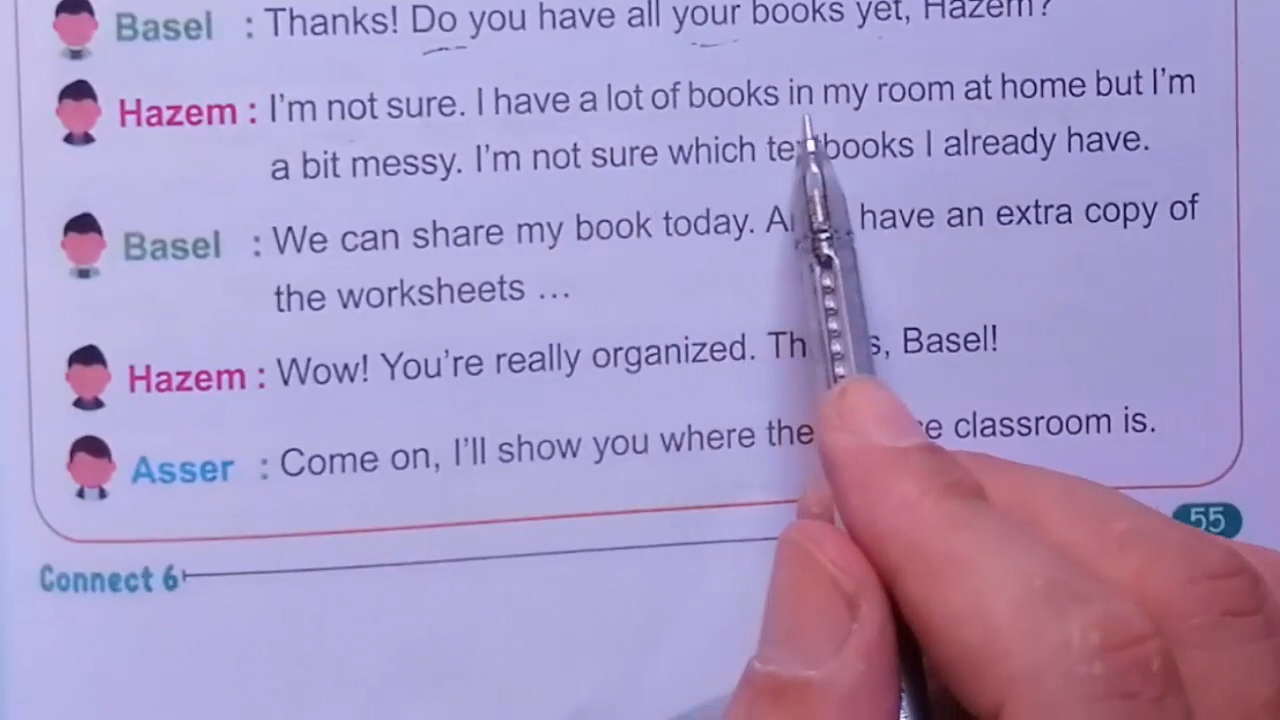 Basel : Thanks! Do you have all your books yet, Hazem?
Hazem : I'm not sure. I have a lot of books in my room at home but I'm
a bit messy. I'm not sure which textbooks I already have.
Basel : We can share my book today. have an extra copy of
the worksheets ...
Hazem : Wow! You're really organized. Basel!
Asser : Come on, I'll show you where the classroom is.
55
Connect 6